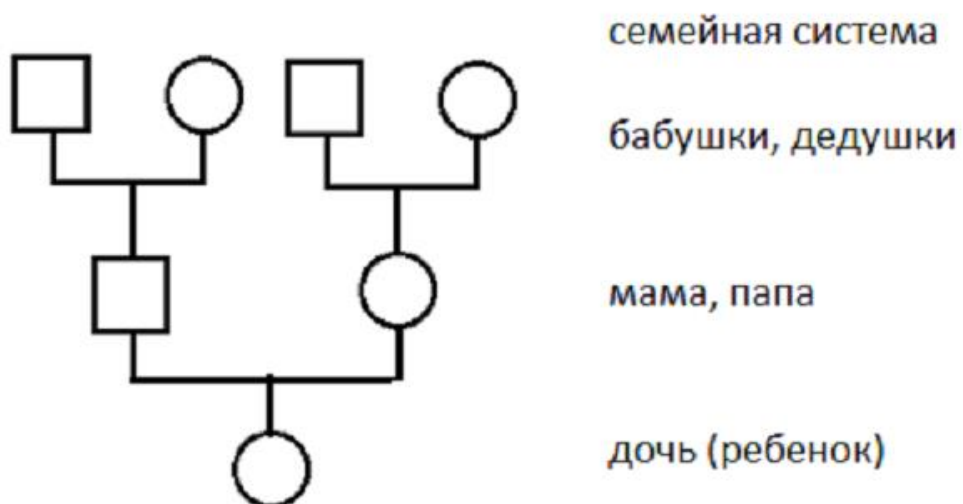 семейная система
бабушки, дедушки
мама, папа
дочь (ребенок)